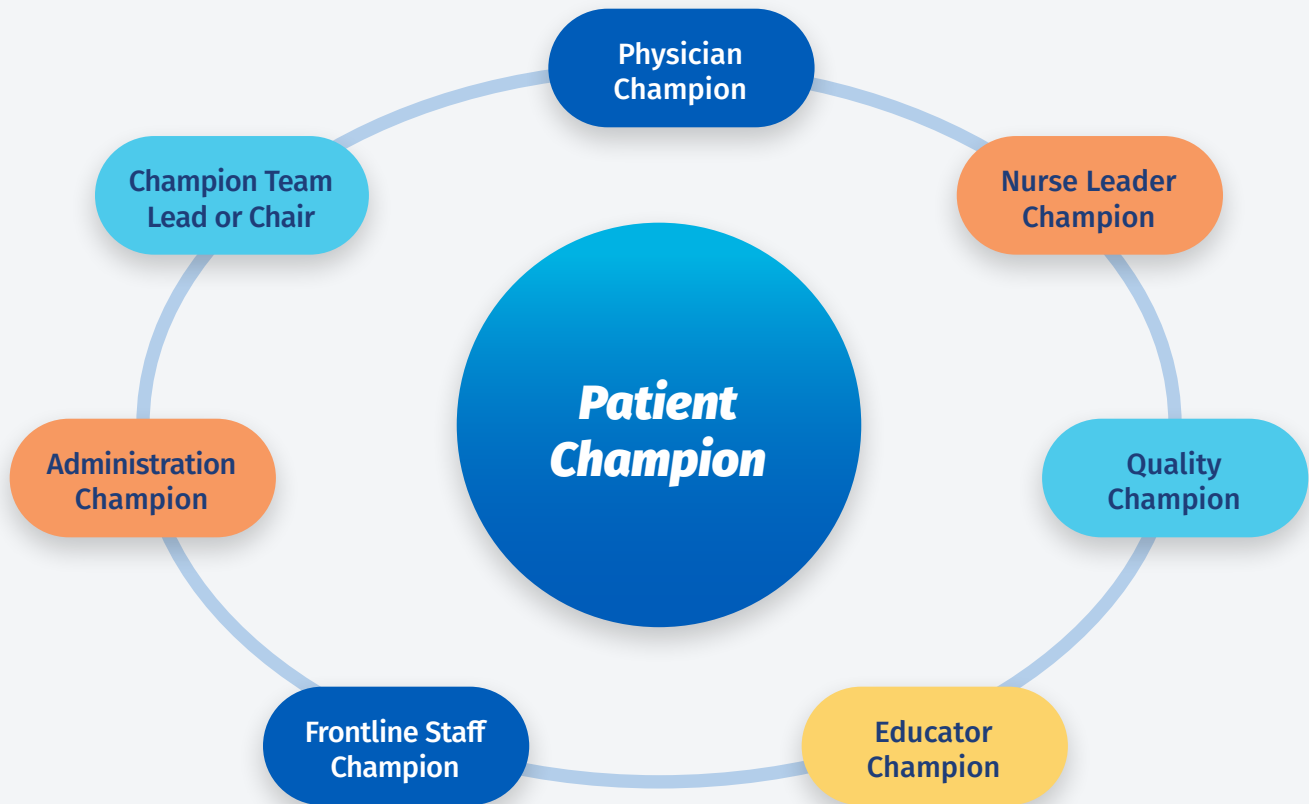 Physician
Champion
Champion Team
Lead or Chair
Nurse Leader
Champion
Patient
Champion
Administration
Champion
Quality
Champion
Frontline Staff
Champion
Educator
Champion